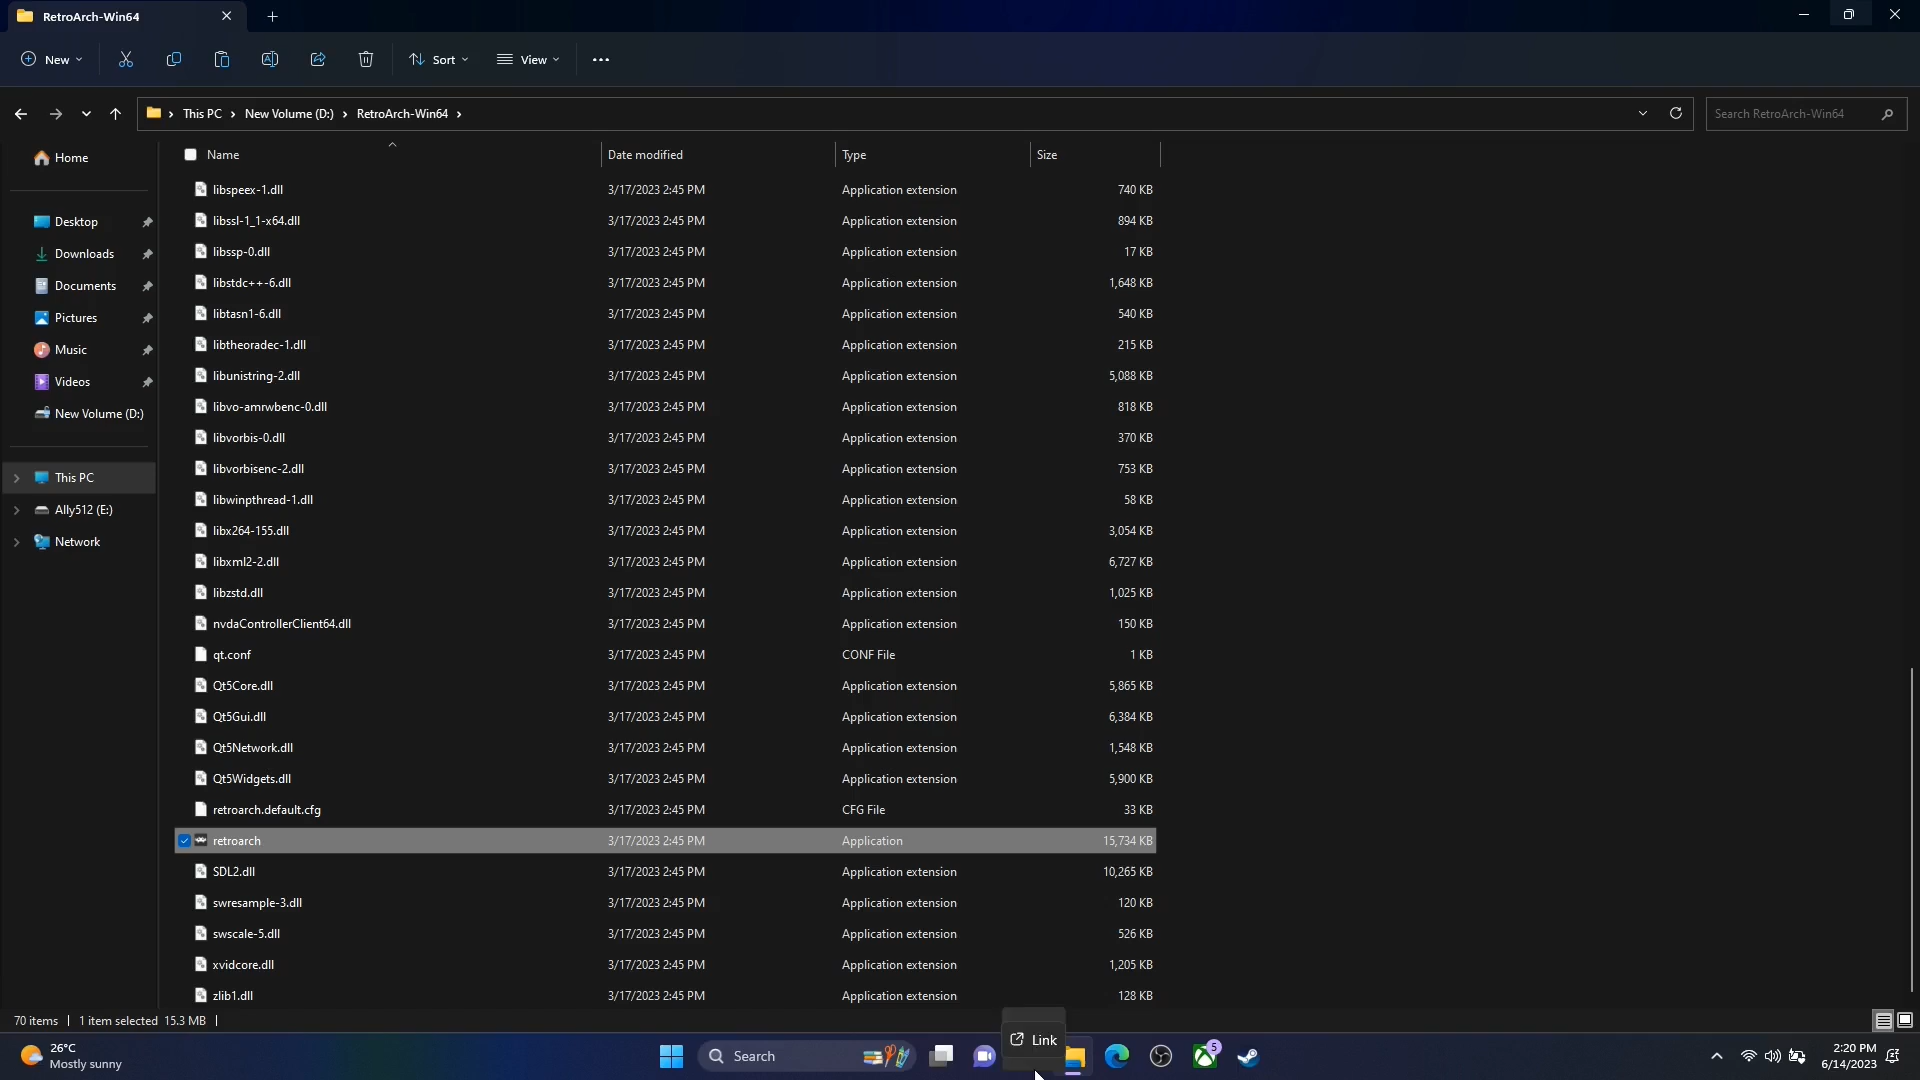 RetroArch-Win64
New
Sort
View
This PC
New Volume (D:)
RetroArch-Win64
Search RetroArch-Win64
Home
Desktop
Downloads
Documents
Pictures
Music
Videos
New Volume (D:)
This PC
Ally512 (E:)
Network
Name Date modified Type Size
libspeex-1.dll 3/17/2023 2:45 PM Application extension 740 KB
libssl-1_1-x64.dll 3/17/2023 2:45 PM Application extension 894 KB
libssp-0.dll 3/17/2023 2:45 PM Application extension 17 KB
libstdc++-6.dll 3/17/2023 2:45 PM Application extension 1,648 KB
libtasn1-6.dll 3/17/2023 2:45 PM Application extension 540 KB
libtheoradec-1.dll 3/17/2023 2:45 PM Application extension 215 KB
libunistring-2.dll 3/17/2023 2:45 PM Application extension 5,088 KB
libvo-amrwbenc-0.dll 3/17/2023 2:45 PM Application extension 818 KB
libvorbis-0.dll 3/17/2023 2:45 PM Application extension 370 KB
libvorbisenc-2.dll 3/17/2023 2:45 PM Application extension 753 KB
libwinpthread-1.dll 3/17/2023 2:45 PM Application extension 58 KB
libx264-155.dll 3/17/2023 2:45 PM Application extension 3,054 KB
libxml2-2.dll 3/17/2023 2:45 PM Application extension 6,727 KB
libzstd.dll 3/17/2023 2:45 PM Application extension 1,025 KB
nvdaControllerClient64.dll 3/17/2023 2:45 PM Application extension 150 KB
qt.conf 3/17/2023 2:45 PM CONF File 1 KB
Qt5Core.dll 3/17/2023 2:45 PM Application extension 5,865 KB
Qt5Gui.dll 3/17/2023 2:45 PM Application extension 6,384 KB
Qt5Network.dll 3/17/2023 2:45 PM Application extension 1,548 KB
Qt5Widgets.dll 3/17/2023 2:45 PM Application extension 5,900 KB
retroarch.default.cfg 3/17/2023 2:45 PM CFG File 33 KB
retroarch 3/17/2023 2:45 PM Application 15,734 KB
SDL2.dll 3/17/2023 2:45 PM Application extension 10,265 KB
swresample-3.dll 3/17/2023 2:45 PM Application extension 120 KB
swscale-5.dll 3/17/2023 2:45 PM Application extension 526 KB
xvidcore.dll 3/17/2023 2:45 PM Application extension 1,205 KB
zlib1.dll 3/17/2023 2:45 PM Application extension 128 KB
70 items 1 item selected 15.3 MB
Link
26°C
Mostly sunny
Search
5
2:20 PM
6/14/2023